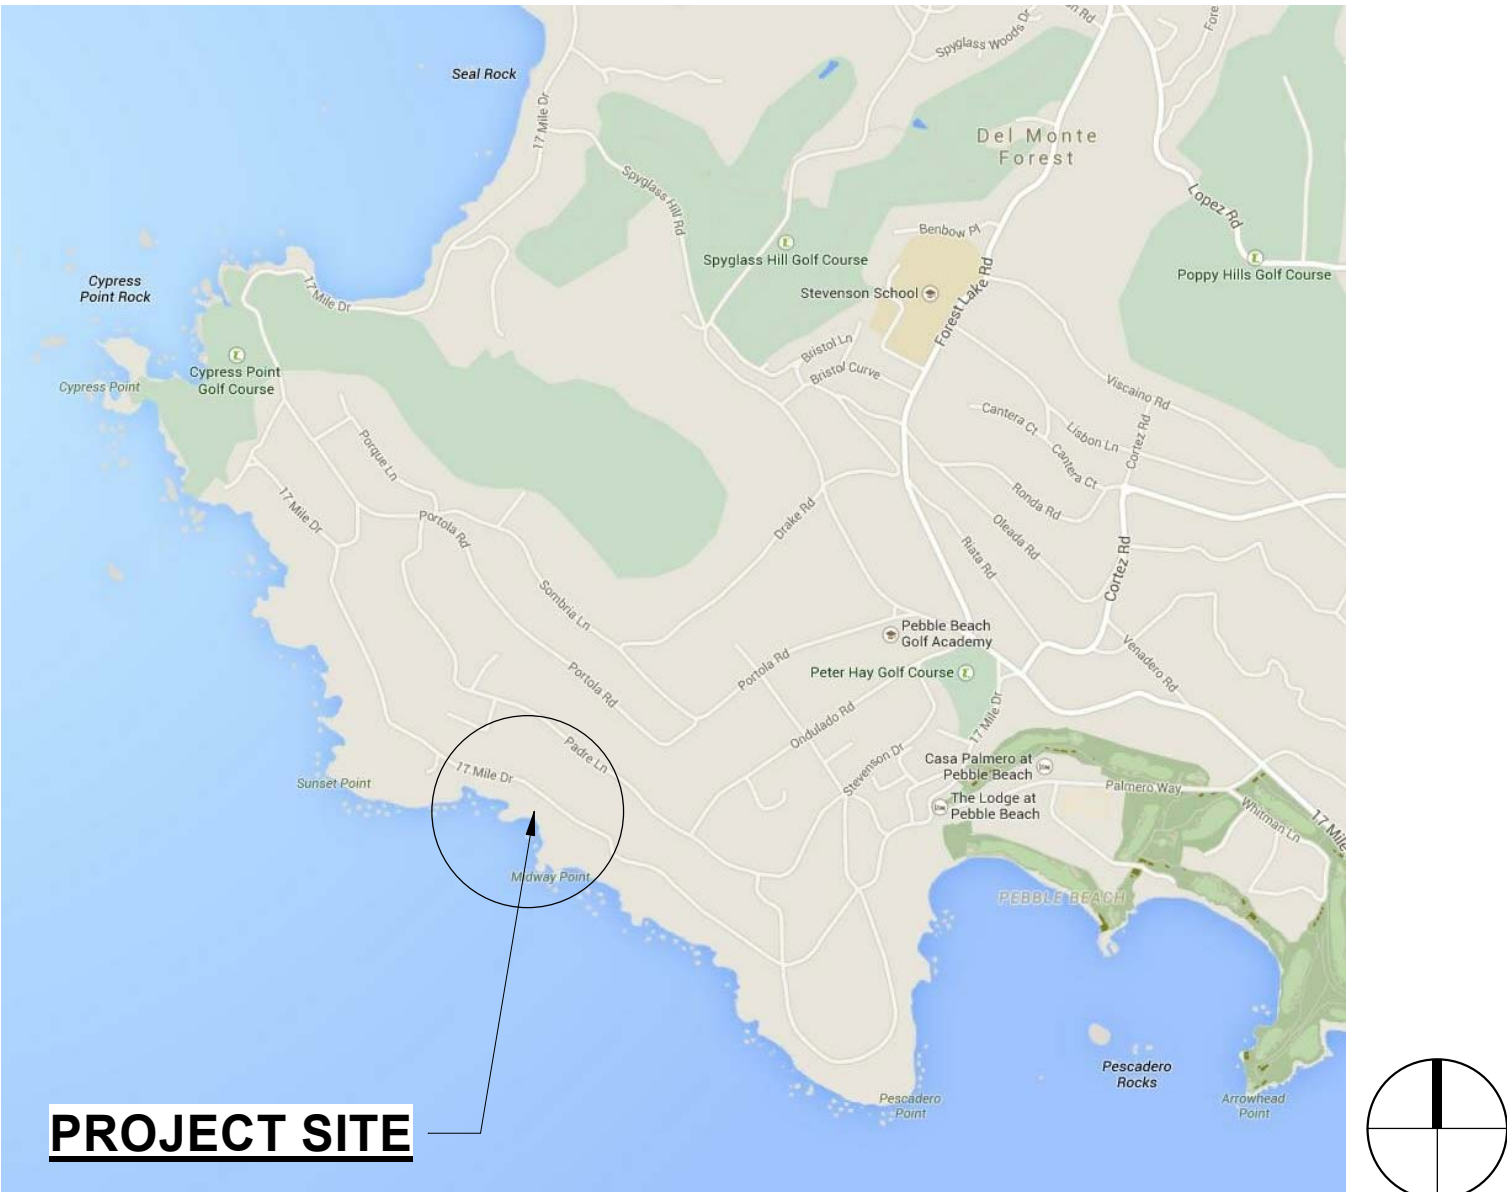 on Rd
Fore
Spyglass Woods Dr
Seal Rock
17 Mile Dr
Del Monte
Forest
Spyglass Hill Rd
Lopez Rd
Benbow Pl
Spyglass Hill Golf Course
Poppy Hills Golf Course
Cypress
Point Rock
17 Mile Dr
Stevenson School
Forest Lake Rd
Bristol Ln
Bristol Curve
Cypress Point
Cypress Point
Golf Course
Viscaino Rd
Cantera Ct
Lisbon Ln
Cortez Rd
Porque Ln
Cantera Ct
17 Mile Dr
Portola Rd
Drake Rd
Ronda Rd
Oleada Rd
Riata Rd
Cortez Rd
Sombria Ln
Pebble Beach
Golf Academy
Venadero Rd
Portola Rd
Portola Rd
Peter Hay Golf Course
Ondulado Rd
17 Mile Dr
Padre Ln
Stevenson Dr
Casa Palmero at
Pebble Beach
17 Mile Dr
Sunset Point
Palmero Way
The Lodge at
Pebble Beach
Whitman Ln
17 Mile
Midway Point
PEBBLE BEACH
Pescadero
Rocks
Pescadero
Point
Arrowhead
Point
PROJECT SITE